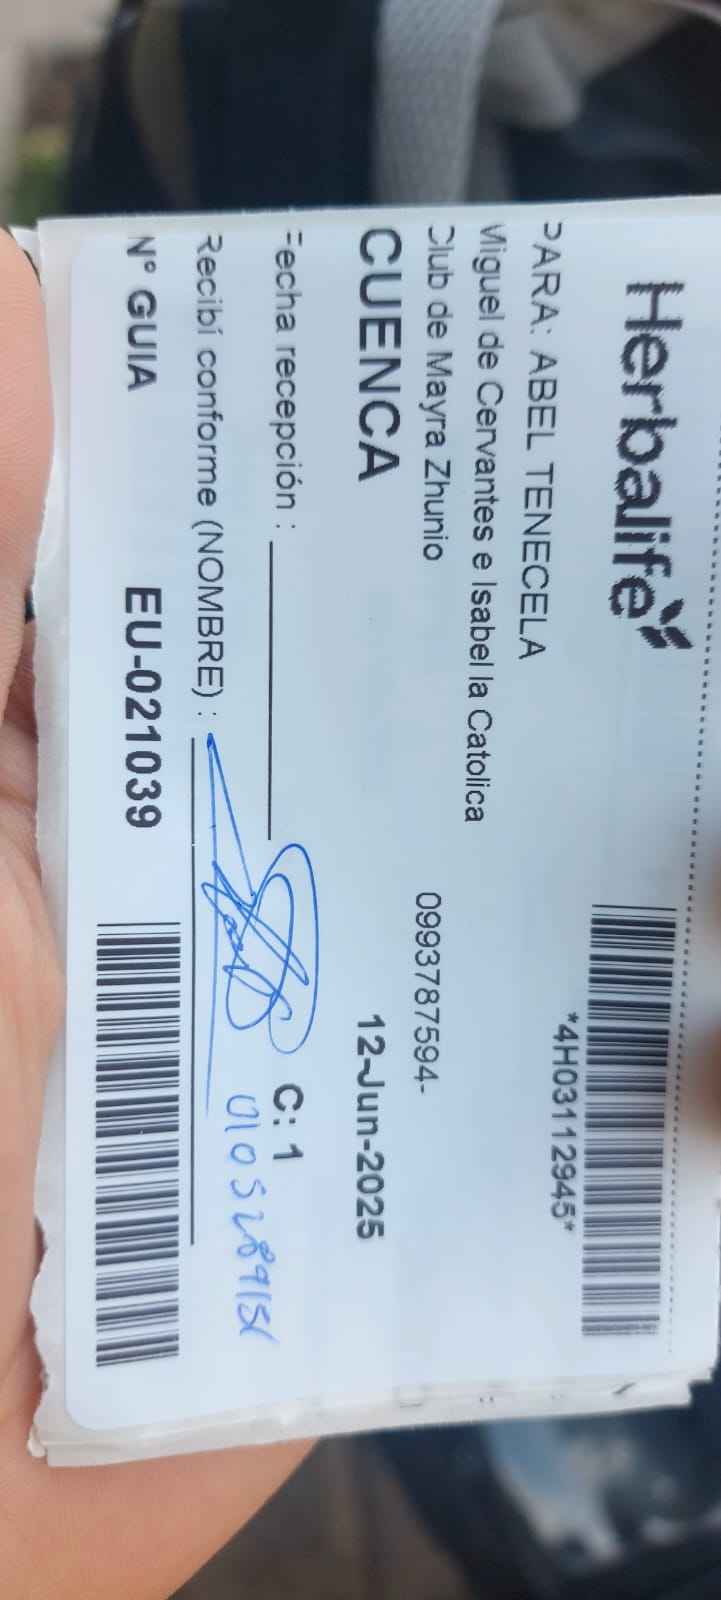 Herbalife
*4H03112945*
PARA: ABEL TENECELA
Miguel de Cervantes e Isabel la Catolica
Club de Mayra Zhunio 0993787594-
CUENCA 12-Jun-2025
Fecha recepción :
C: 1
Recibí conforme (NOMBRE) :
N° GUIA EU-021039